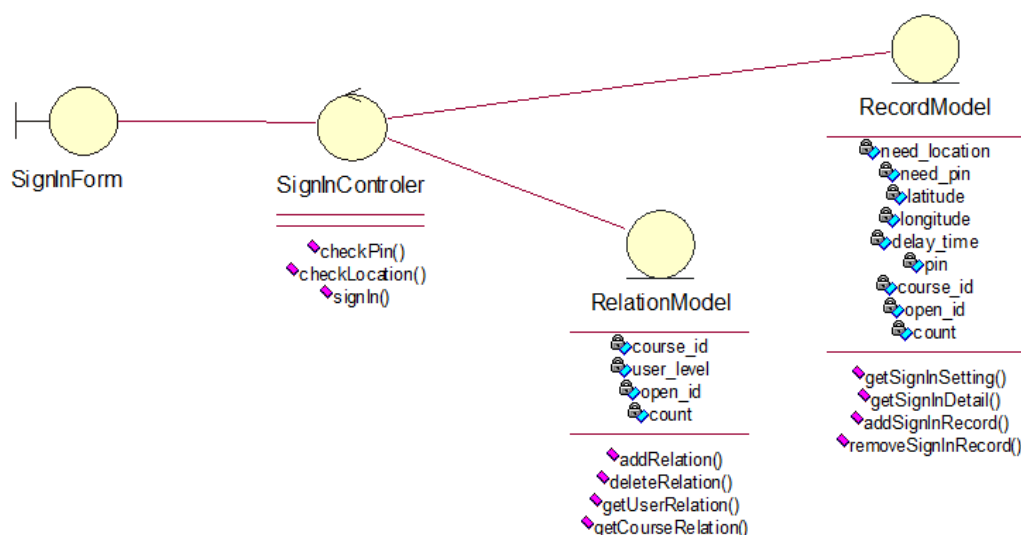 SignInForm
SignInControler
checkPin()
checkLocation()
signIn()
RelationModel
course_id
user_level
open_id
count
addRelation()
deleteRelation()
getUserRelation()
getCourseRelation()
RecordModel
need_location
need_pin
latitude
longitude
delay_time
pin
course_id
open_id
count
getSignInSetting()
getSignInDetail()
addSignInRecord()
removeSignInRecord()